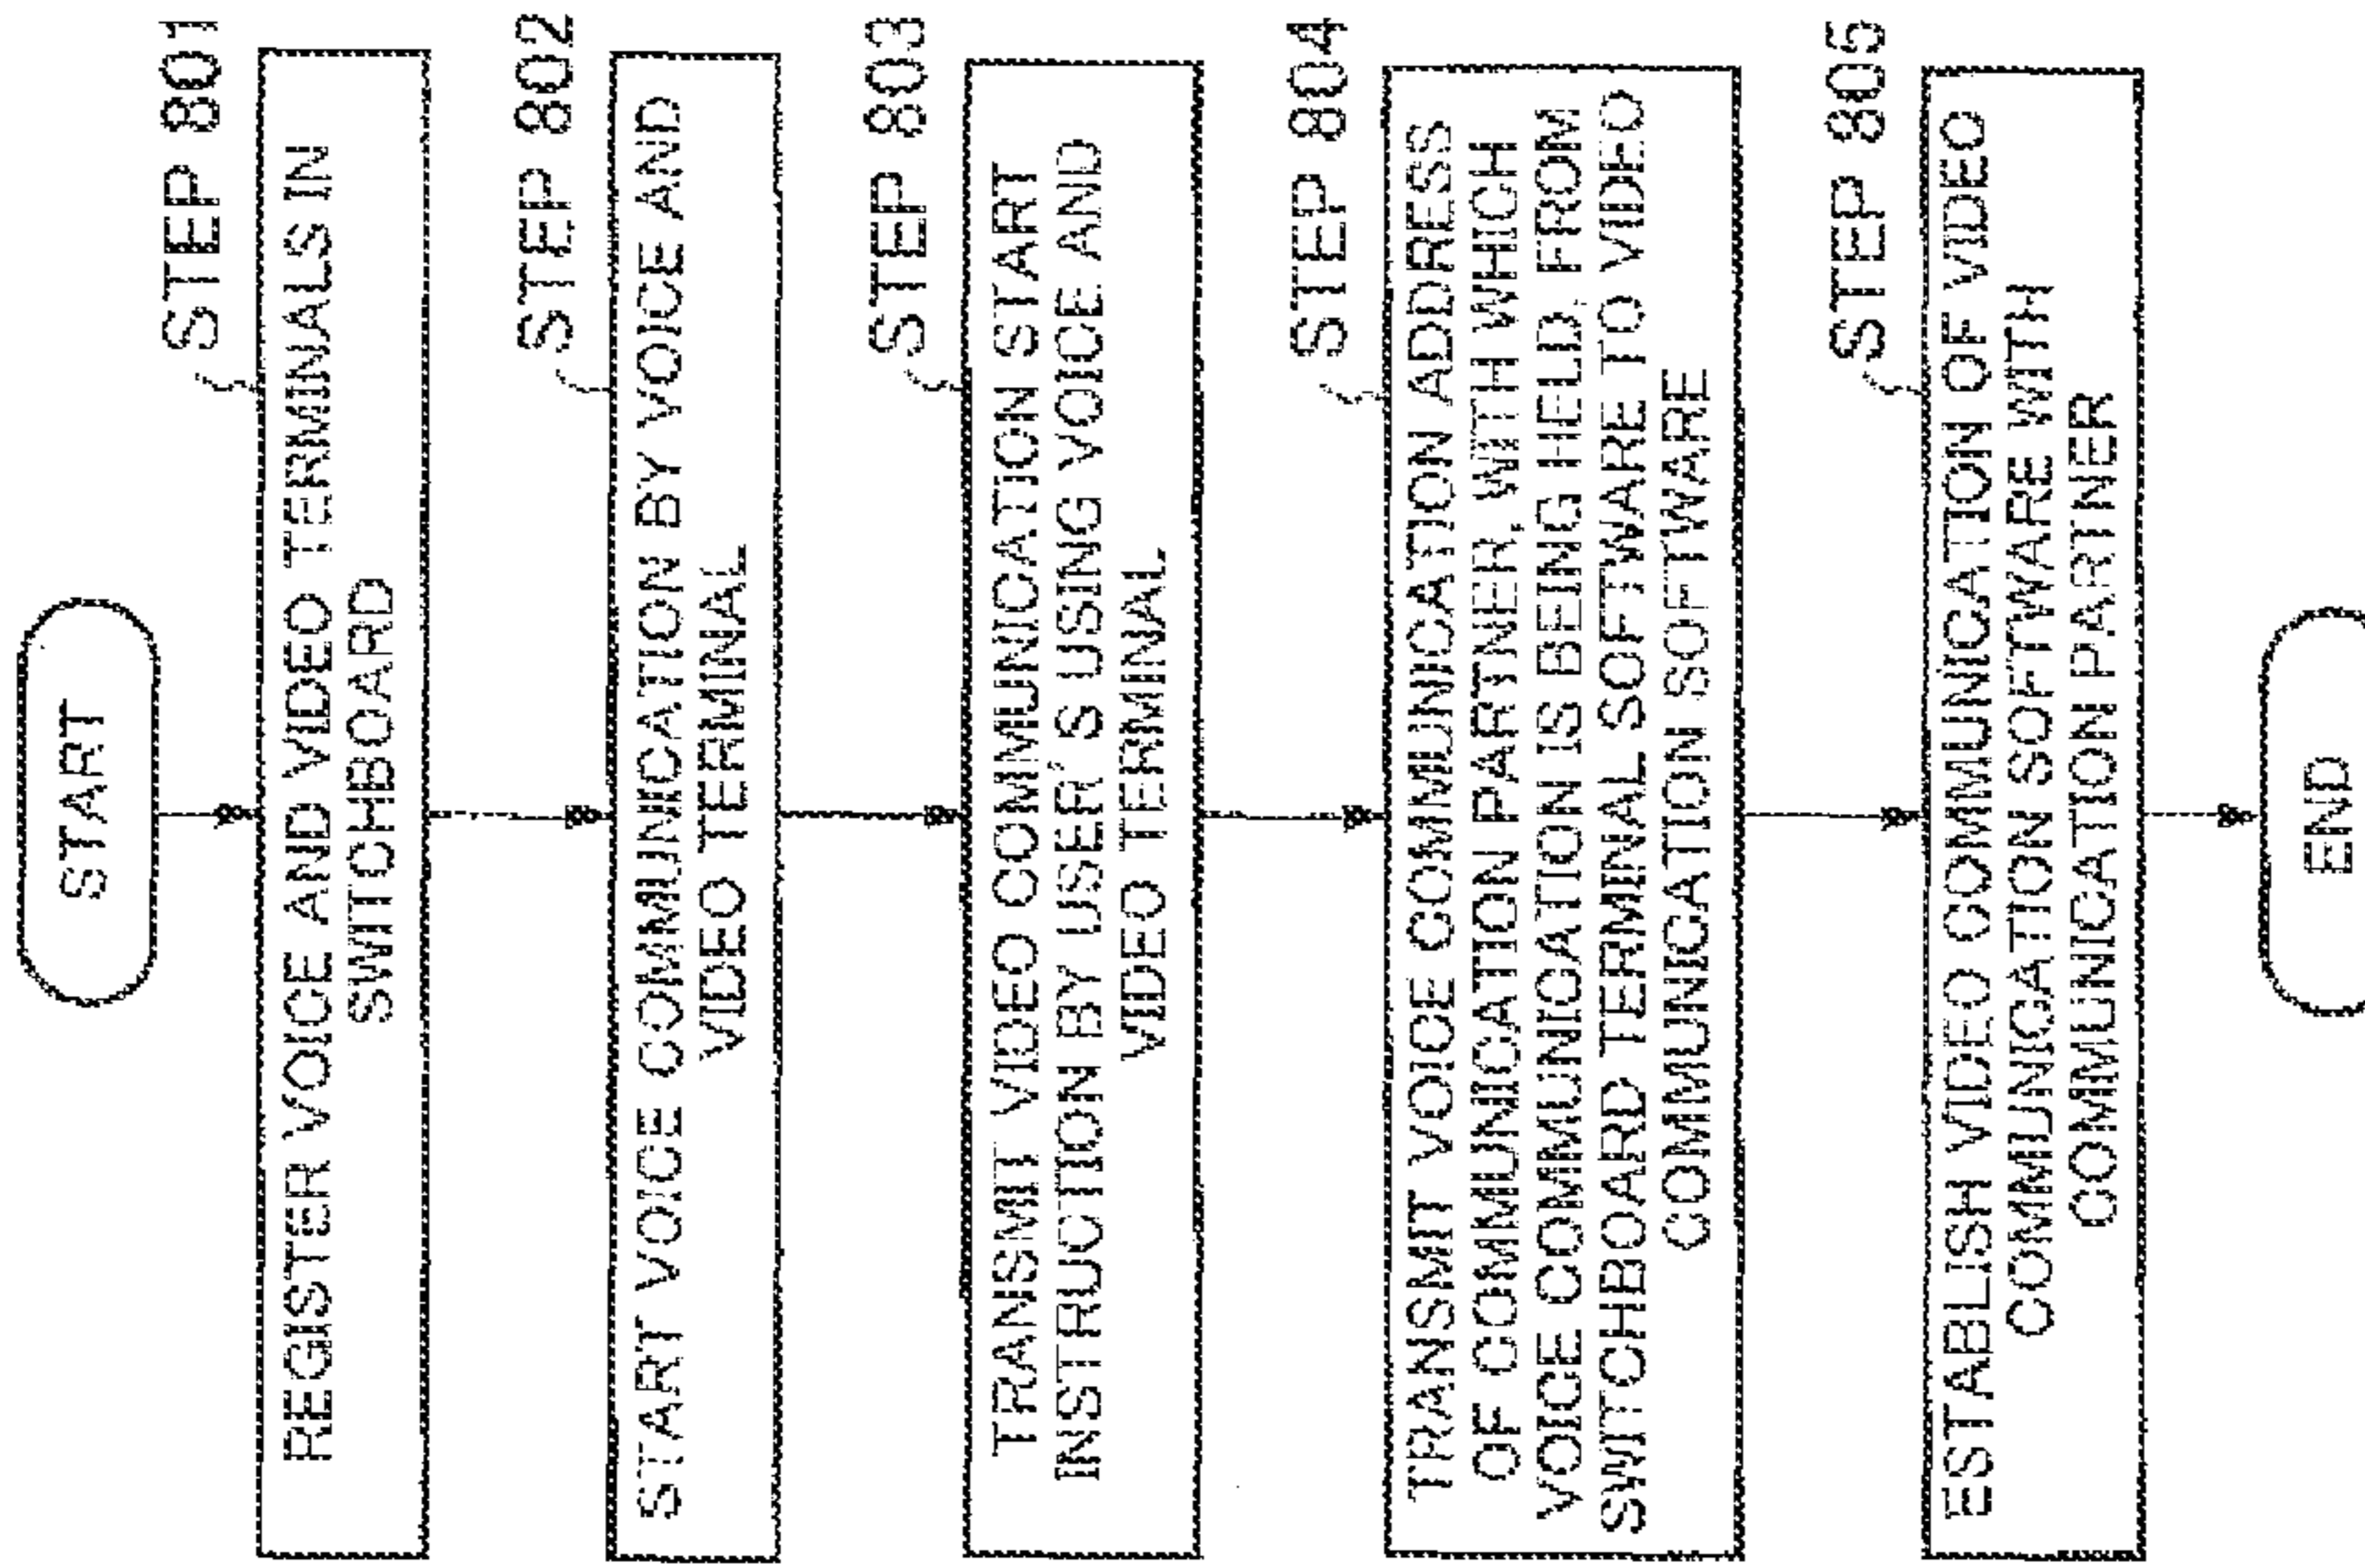 START
STEP 801
REGISTER VOICE AND VIDEO TERMINALS IN
SWITCHBOARD
STEP 802
START VOICE COMMUNICATION BY VOICE AND
VIDEO TERMINAL
STEP 803
TRANSMIT VIDEO COMMUNICATION START
INSTRUCTION BY USER'S USING VOICE AND
VIDEO TERMINAL
STEP 804
TRANSMIT VOICE COMMUNICATION ADDRESS
OF COMMUNICATION PARTNER, WITH WHICH
VOICE COMMUNICATION IS BEING HELD, FROM
SWITCHBOARD TERMINAL SOFTWARE TO VIDEO
COMMUNICATION SOFTWARE
STEP 805
ESTABLISH VIDEO COMMUNICATION OF VIDEO
COMMUNICATION SOFTWARE WITH
COMMUNICATION PARTNER
END